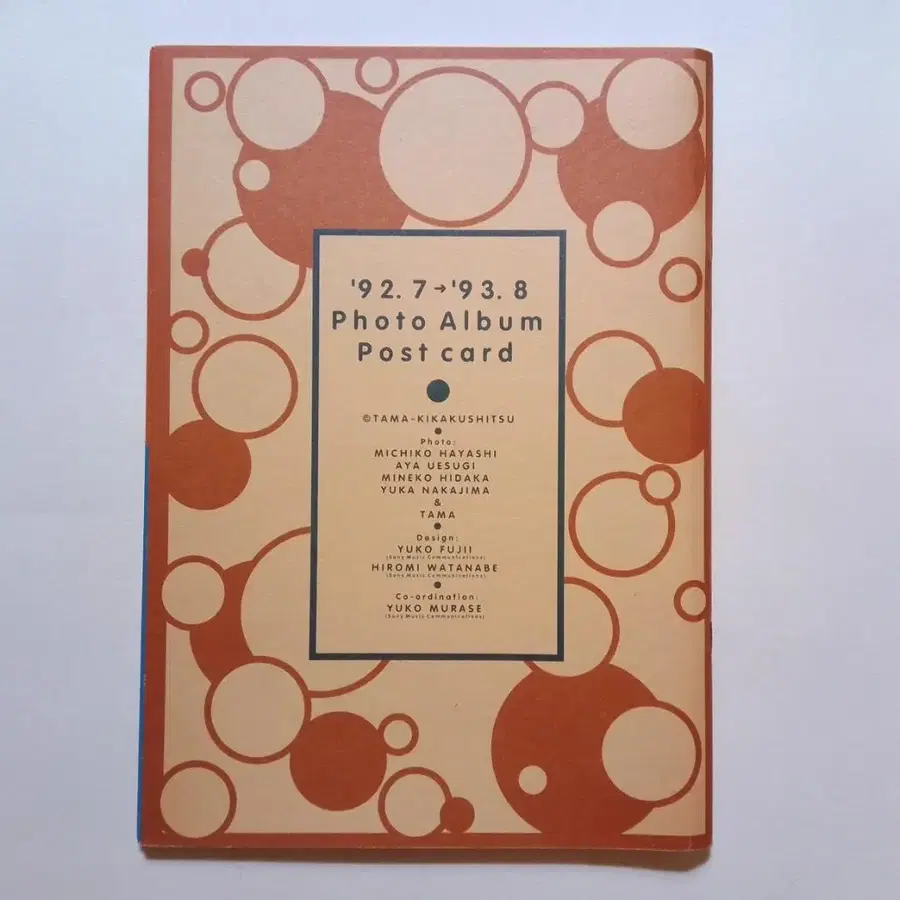 '92. 7→'93. 8
Photo Album
Post card
©TAMA-KIKAKUSHITSU
Photo:
MICHIKO HAYASHI
AYA UESUGI
MINEKO HIDAKA
YUKA NAKAJIMA
&
TAMA
Design:
YUKO FUJII
(Sony Music Communications)
HIROMI WATANABE
(Sony Music Communications)
Co-ordination:
YUKO MURASE
(Sony Music Communications)